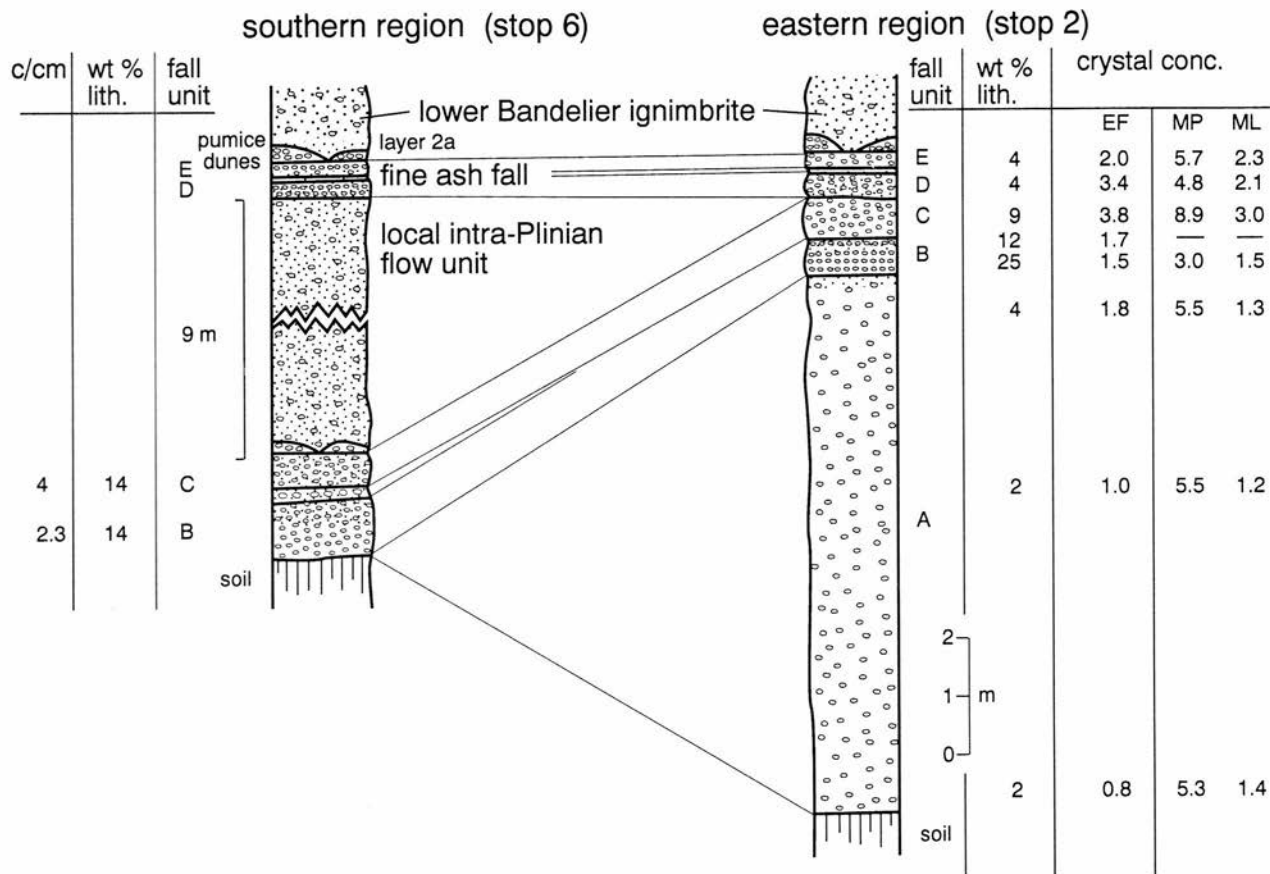 southern region (stop 6)
eastern region (stop 2)
c/cm
wt %
lith.
fall
unit
lower Bandelier ignimbrite
layer 2a
pumice
dunes
E
D
fine ash fall
local intra-Plinian
flow unit
9 m
4 14 C
2.3 14 B
soil
fall
unit
wt %
lith.
crystal conc.
EF MP ML
E 4 2.0 5.7 2.3
D 4 3.4 4.8 2.1
C 9 3.8 8.9 3.0
12 1.7 — —
B 25 1.5 3.0 1.5
4 1.8 5.5 1.3
2 1.0 5.5 1.2
A
2
1 m
0
2 0.8 5.3 1.4
soil